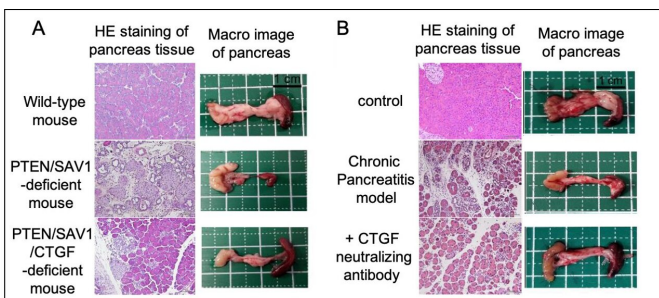 A
HE staining of
pancreas tissue
Macro image
of pancreas
1 cm
Wild-type
mouse
PTEN/SAV1
-deficient
mouse
PTEN/SAV1
/CTGF
-deficient
mouse
B
HE staining of
pancreas tissue
Macro image
of pancreas
1 cm
control
Chronic
Pancreatitis
model
+ CTGF
neutralizing
antibody